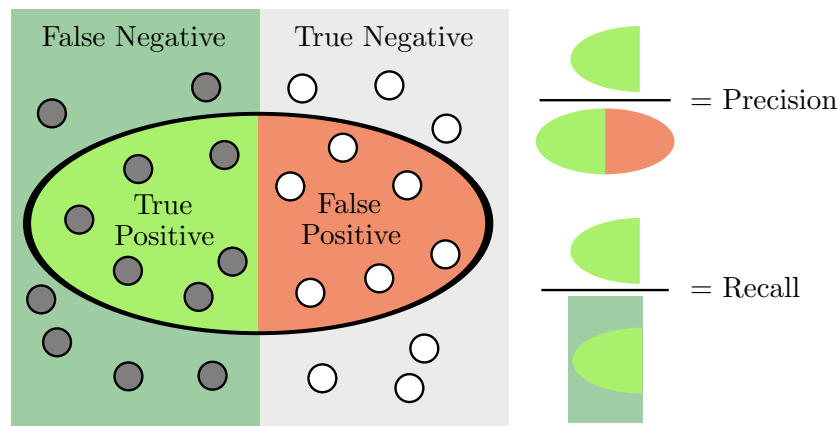 False Negative
True Negative
True
Positive
False
Positive
= Precision
= Recall